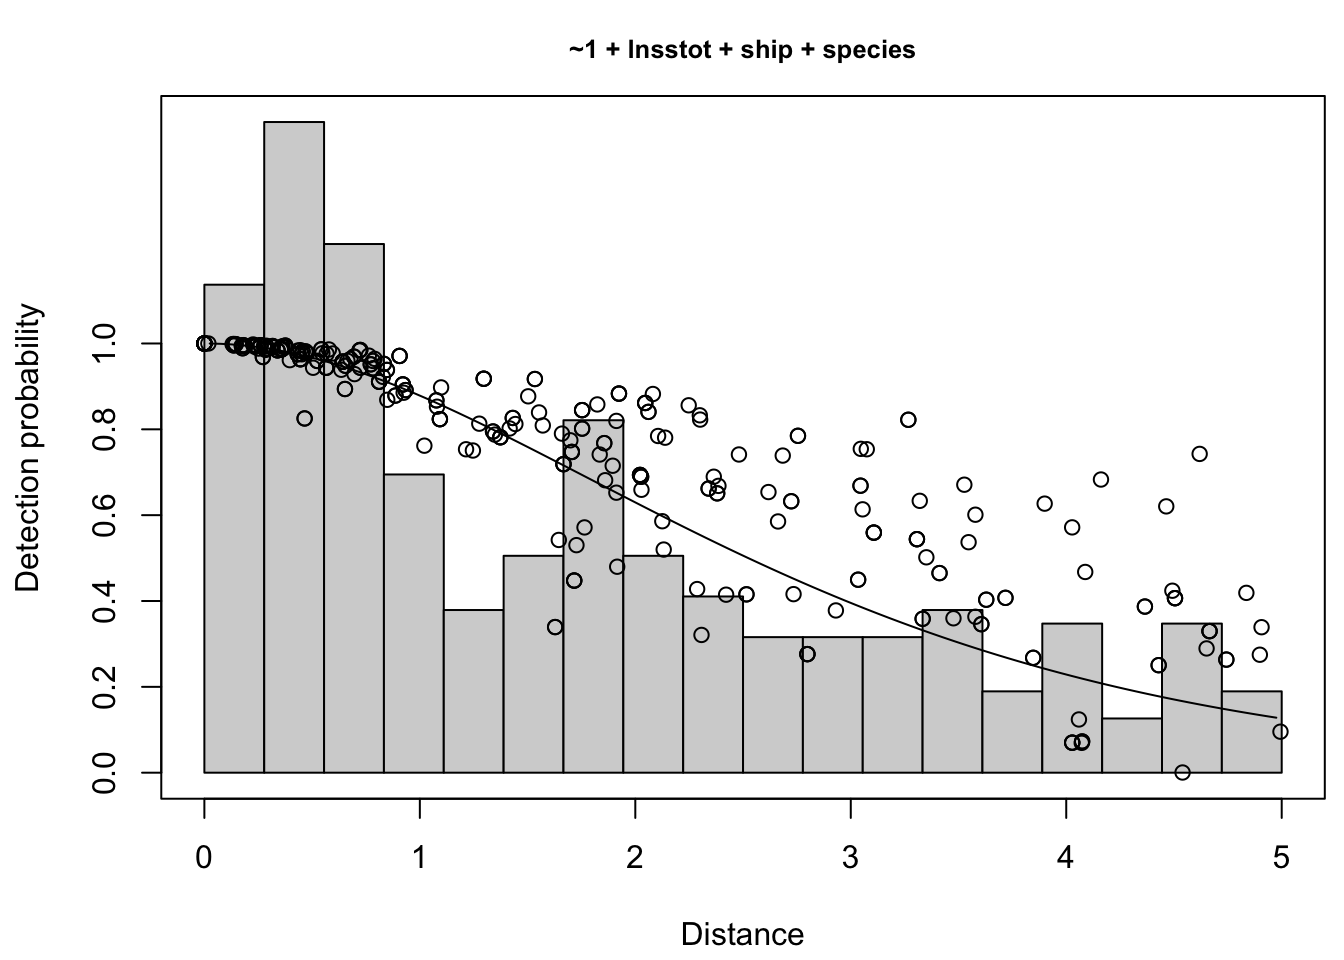 ~1 + lnsstot + ship + species
Detection probability
1.0
0.8
0.6
0.4
0.2
0.0
0 1 2 3 4 5
Distance